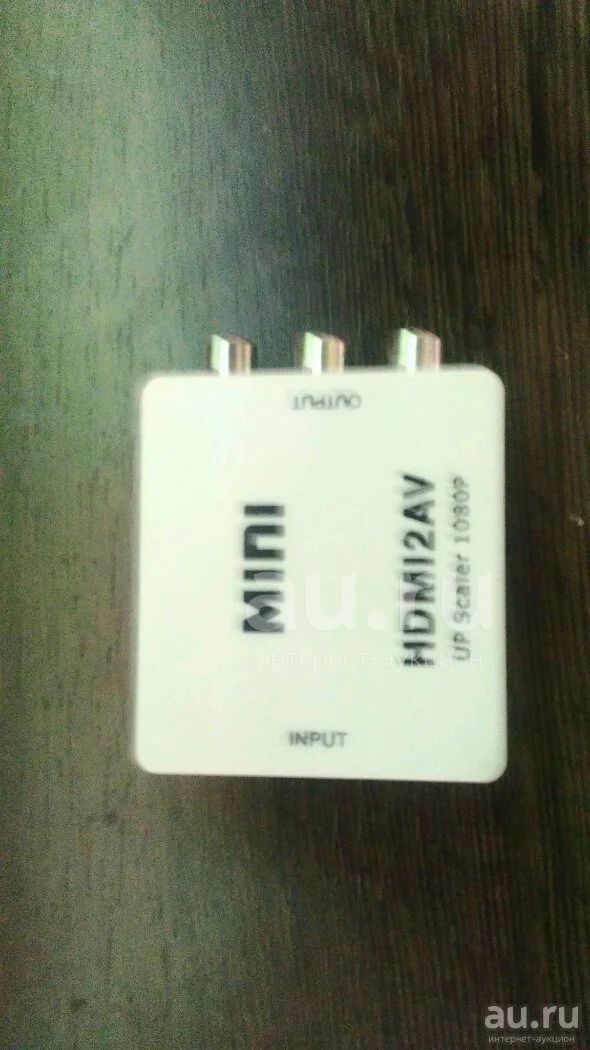 OUTPUT
MINI
HDMI2AV
UP Scaler 1080P
INPUT
au.ru
интернет-аукцион
au.ru
интернет-аукцион